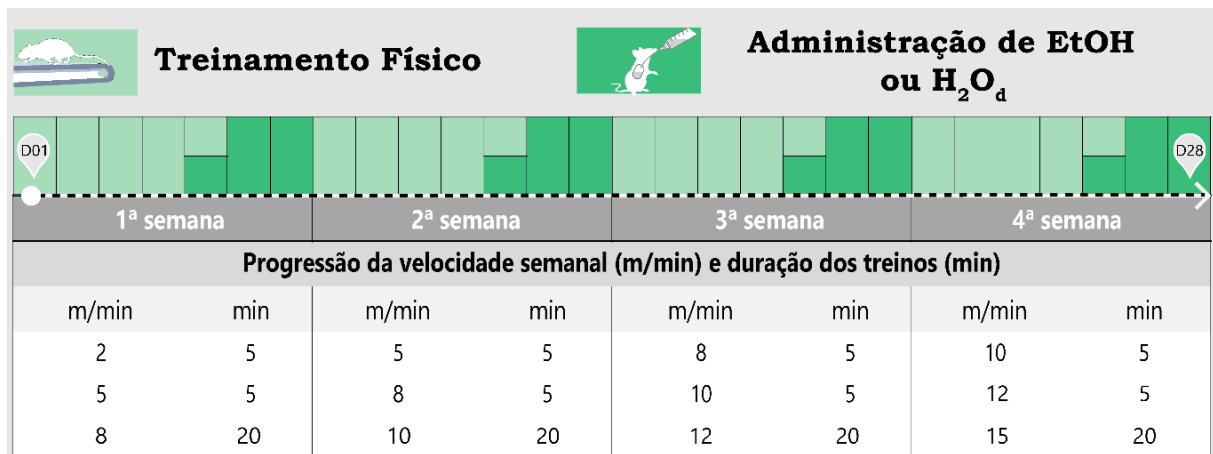 Treinamento Físico
Administração de EtOH
ou H₂O_d
D01
D28
1ª semana 2ª semana 3ª semana 4ª semana
Progressão da velocidade semanal (m/min) e duração dos treinos (min)
m/min min m/min min m/min min m/min min
2 5 5 5 8 5 10 5
5 5 8 5 10 5 12 5
8 20 10 20 12 20 15 20